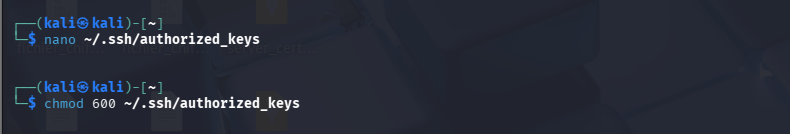 ┌──(kali㉿kali)-[~]
└─$ nano ~/.ssh/authorized_keys
┌──(kali㉿kali)-[~]
└─$ chmod 600 ~/.ssh/authorized_keys